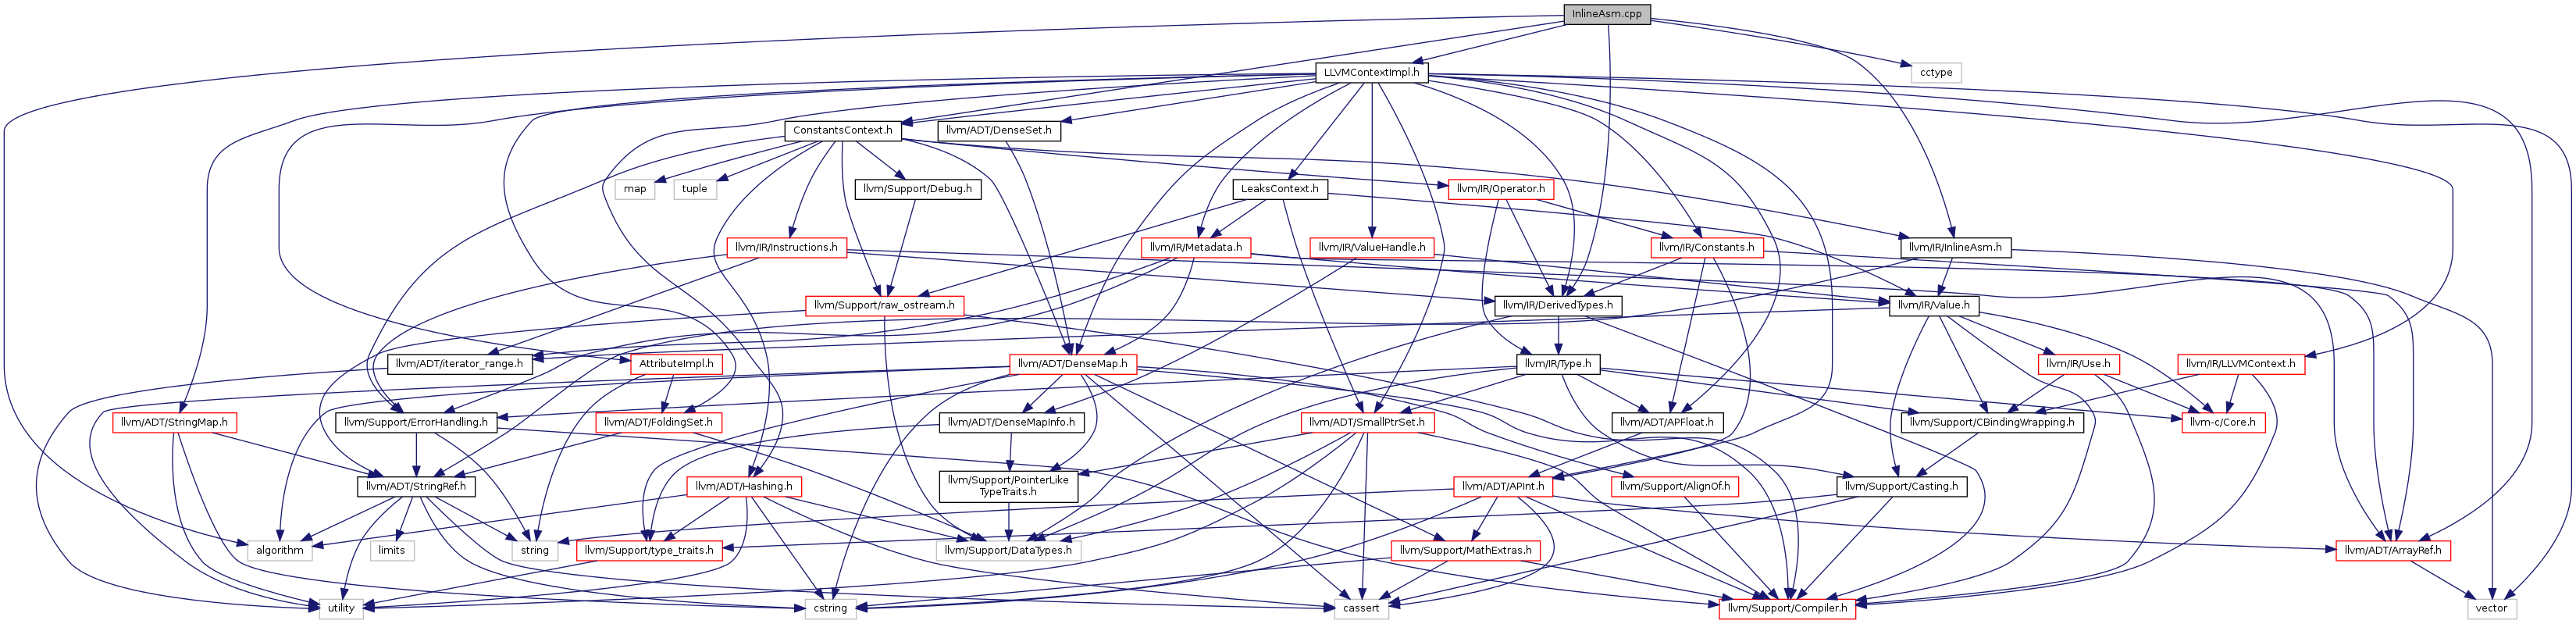 InlineAsm.cpp
LLVMContextImpl.h
cctype
ConstantsContext.h
llvm/ADT/DenseSet.h
map
tuple
llvm/Support/Debug.h
LeaksContext.h
llvm/IR/Operator.h
llvm/IR/Instructions.h
llvm/IR/Metadata.h
llvm/IR/ValueHandle.h
llvm/IR/Constants.h
llvm/IR/InlineAsm.h
llvm/Support/raw_ostream.h
llvm/IR/DerivedTypes.h
llvm/IR/Value.h
llvm/ADT/iterator_range.h
AttributeImpl.h
llvm/ADT/DenseMap.h
llvm/IR/Type.h
llvm/IR/Use.h
llvm/IR/LLVMContext.h
llvm/ADT/StringMap.h
llvm/Support/ErrorHandling.h
llvm/ADT/FoldingSet.h
llvm/ADT/DenseMapInfo.h
llvm/ADT/SmallPtrSet.h
llvm/ADT/APFloat.h
llvm/Support/CBindingWrapping.h
llvm-c/Core.h
llvm/ADT/StringRef.h
llvm/ADT/Hashing.h
llvm/Support/PointerLike
TypeTraits.h
llvm/ADT/APInt.h
llvm/Support/AlignOf.h
llvm/Support/Casting.h
algorithm
limits
string
llvm/Support/type_traits.h
llvm/Support/DataTypes.h
llvm/Support/MathExtras.h
llvm/ADT/ArrayRef.h
utility
cstring
cassert
llvm/Support/Compiler.h
vector